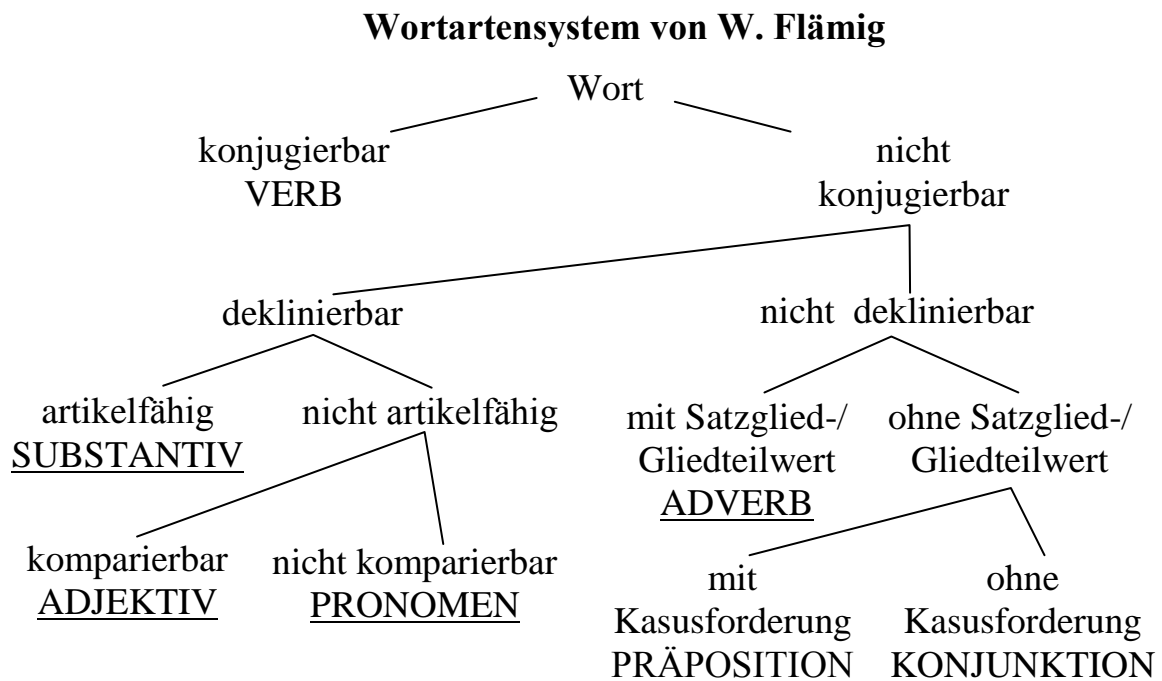 Wortartensystem von W. Flämig
Wort
konjugierbar
VERB
nicht
konjugierbar
deklinierbar
nicht deklinierbar
artikelfähig
SUBSTANTIV
nicht artikelfähig
mit Satzglied-/
Gliedteilwert
ADVERB
ohne Satzglied-/
Gliedteilwert
komparierbar
ADJEKTIV
nicht komparierbar
PRONOMEN
mit
Kasusforderung
PRÄPOSITION
ohne
Kasusforderung
KONJUNKTION